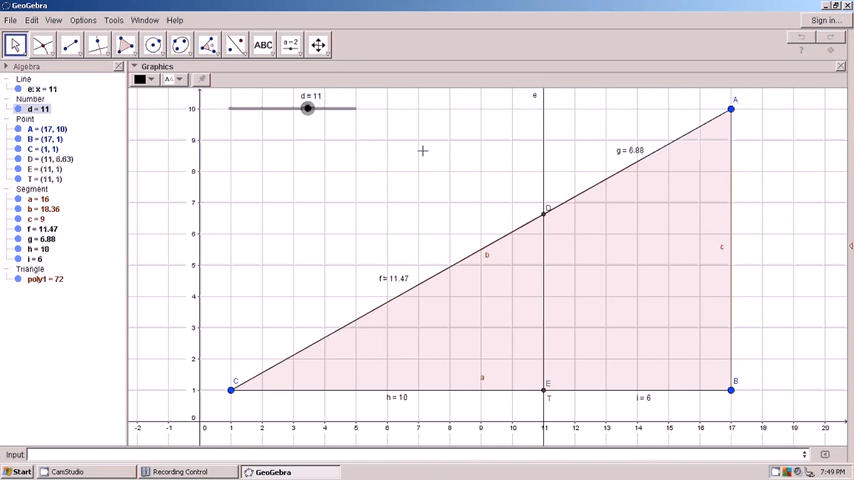 GeoGebra
File Edit View Options Tools Window Help
Sign in...
ABC
a=2
Algebra
Graphics
Line
e: x = 11
Number
d = 11
Point
A = (17, 10)
B = (17, 1)
C = (1, 1)
D = (11, 6.63)
E = (11, 1)
T = (11, 1)
Segment
a = 16
b = 18.36
c = 9
f = 11.47
g = 6.88
h = 10
i = 6
Triangle
poly1 = 72
d = 11
e
A
g = 6.88
D
c
b
f = 11.47
C
a
E
B
h = 10
T
i = 6
10
9
8
7
6
5
4
3
2
1
0
-2 -1 0 1 2 3 4 5 6 7 8 9 10 11 12 13 14 15 16 17 18 19 20
Input:
Start
CamStudio
Recording Control
GeoGebra
7:49 PM